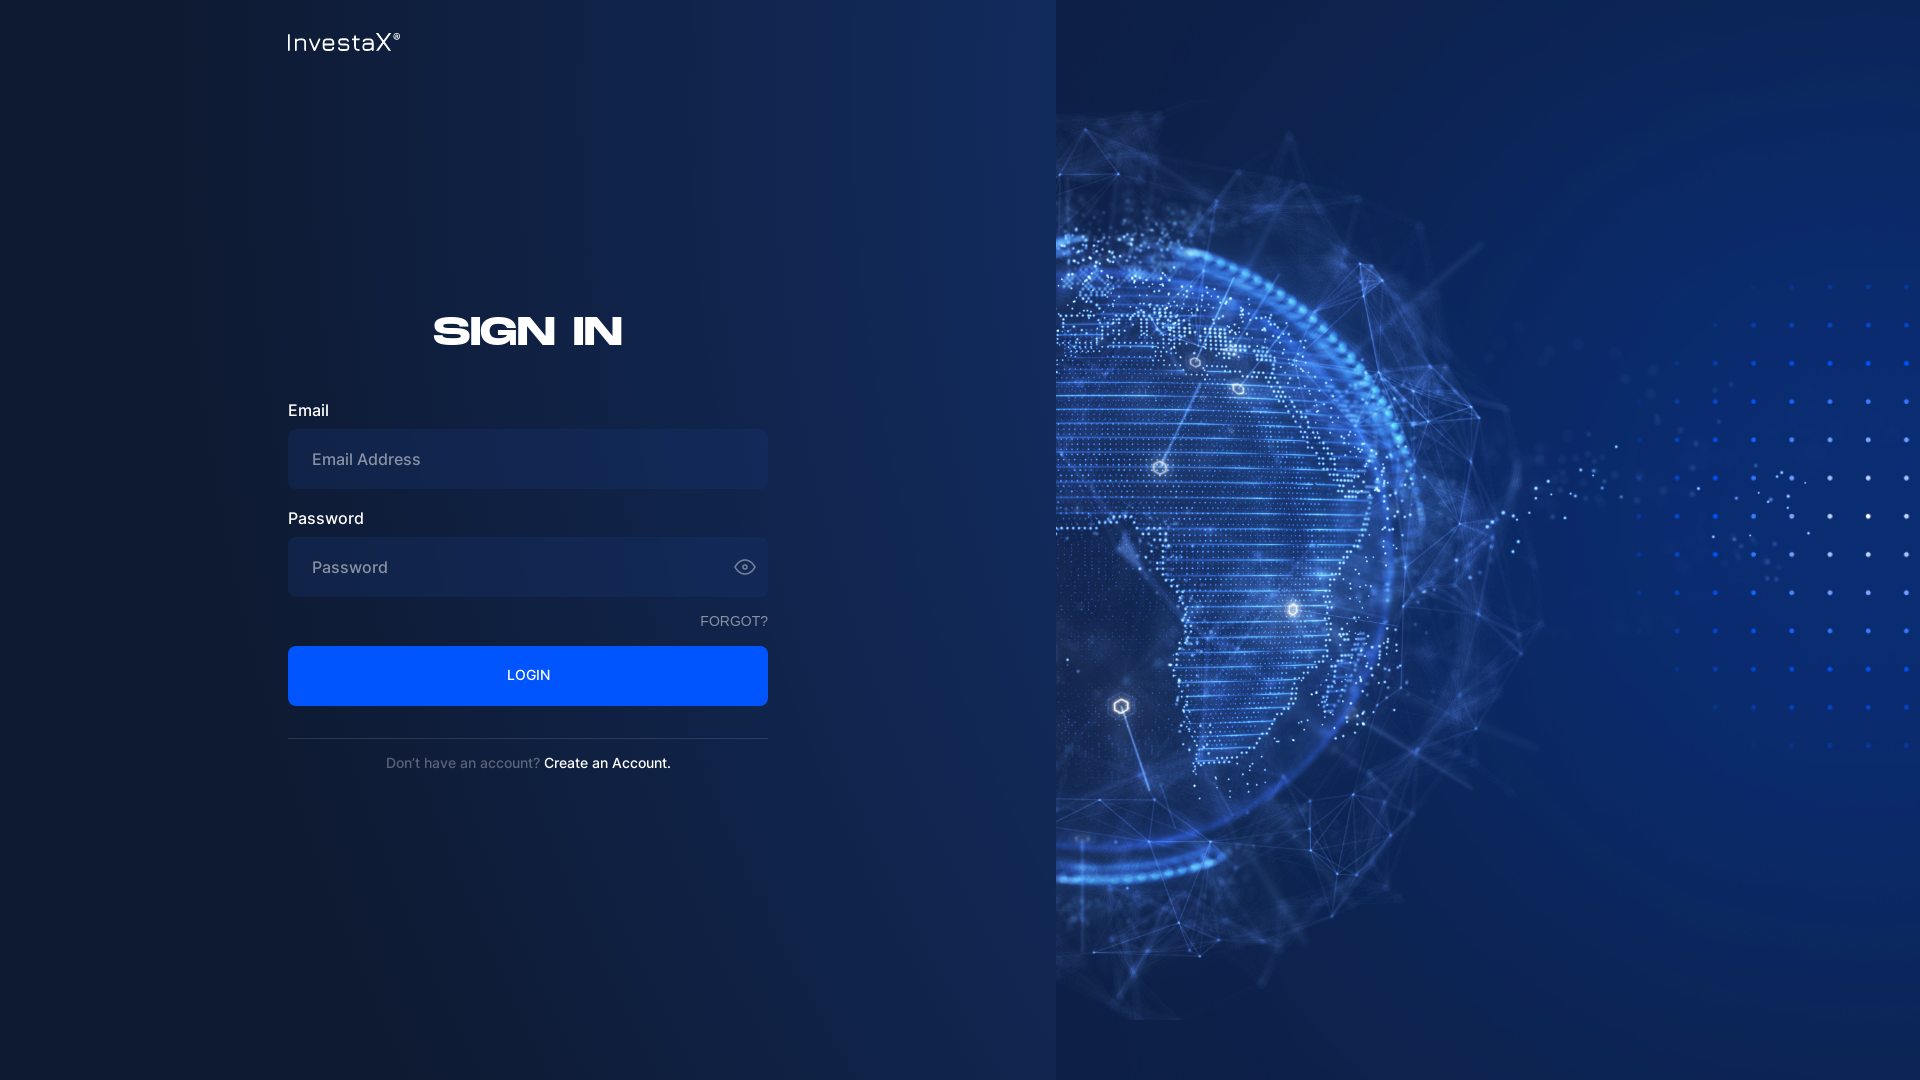 InvestaX®
SIGN IN
Email
Email Address
Password
Password
FORGOT?
LOGIN
Don't have an account? Create an Account.